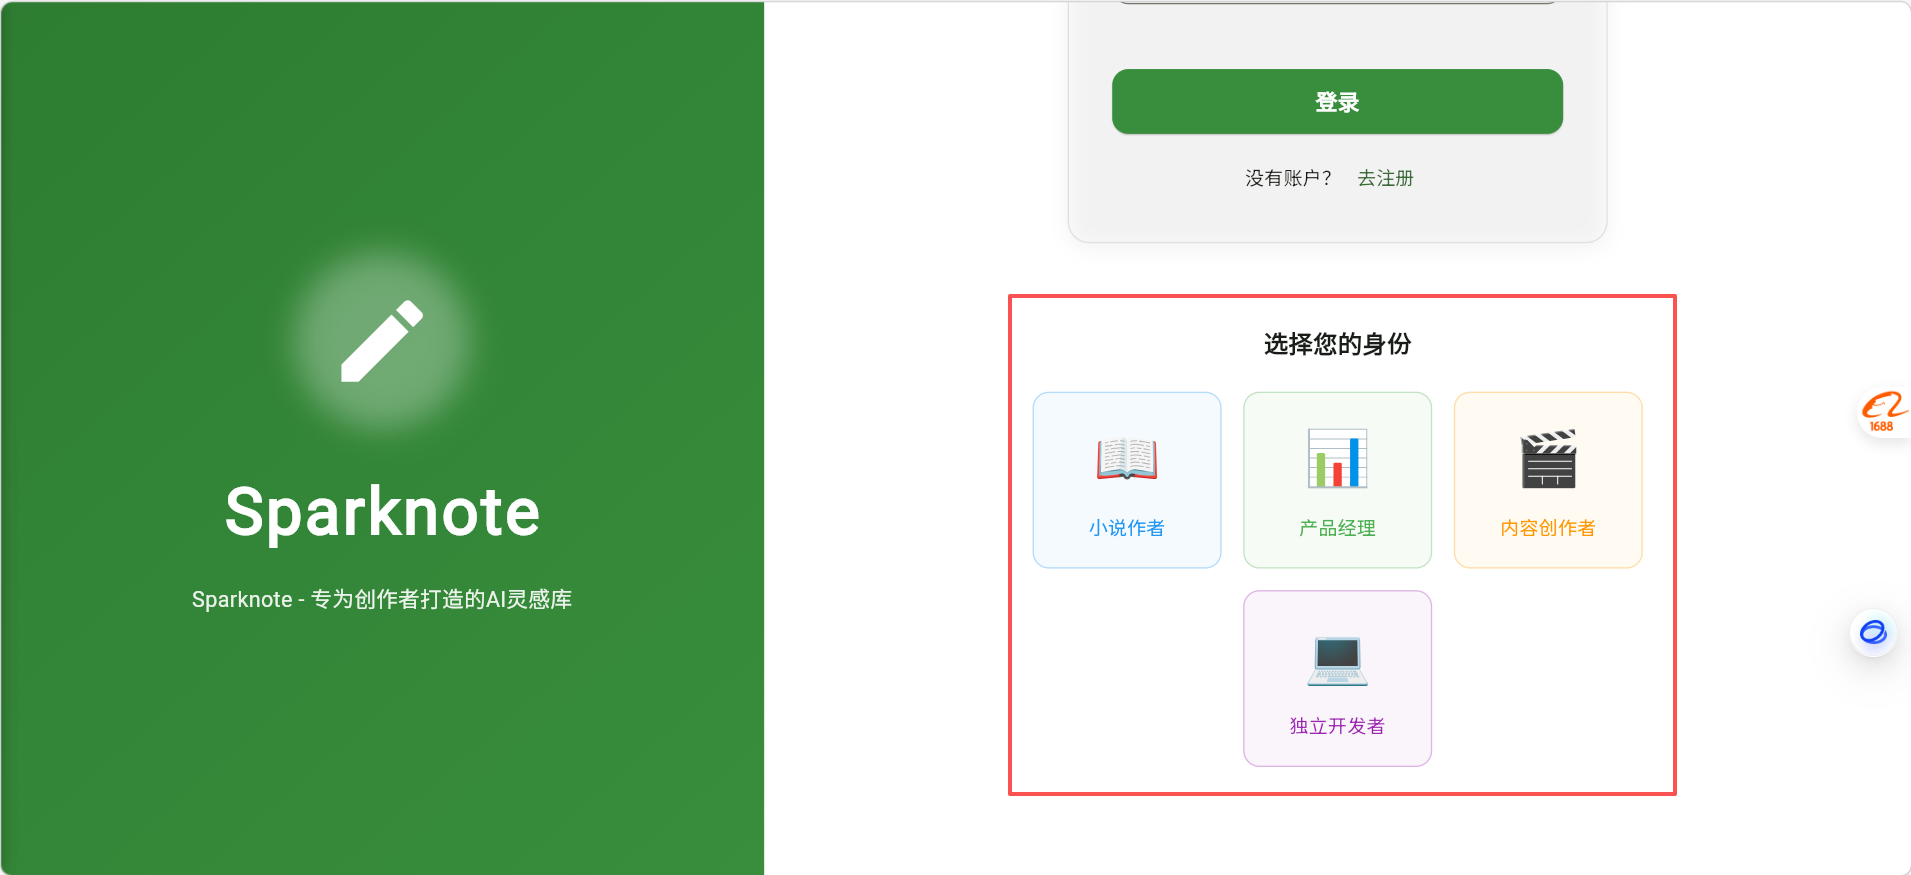 登录
没有账户？ 去注册
Sparknote
Sparknote - 专为创作者打造的AI灵感库
选择您的身份
小说作者
产品经理
内容创作者
独立开发者
1688